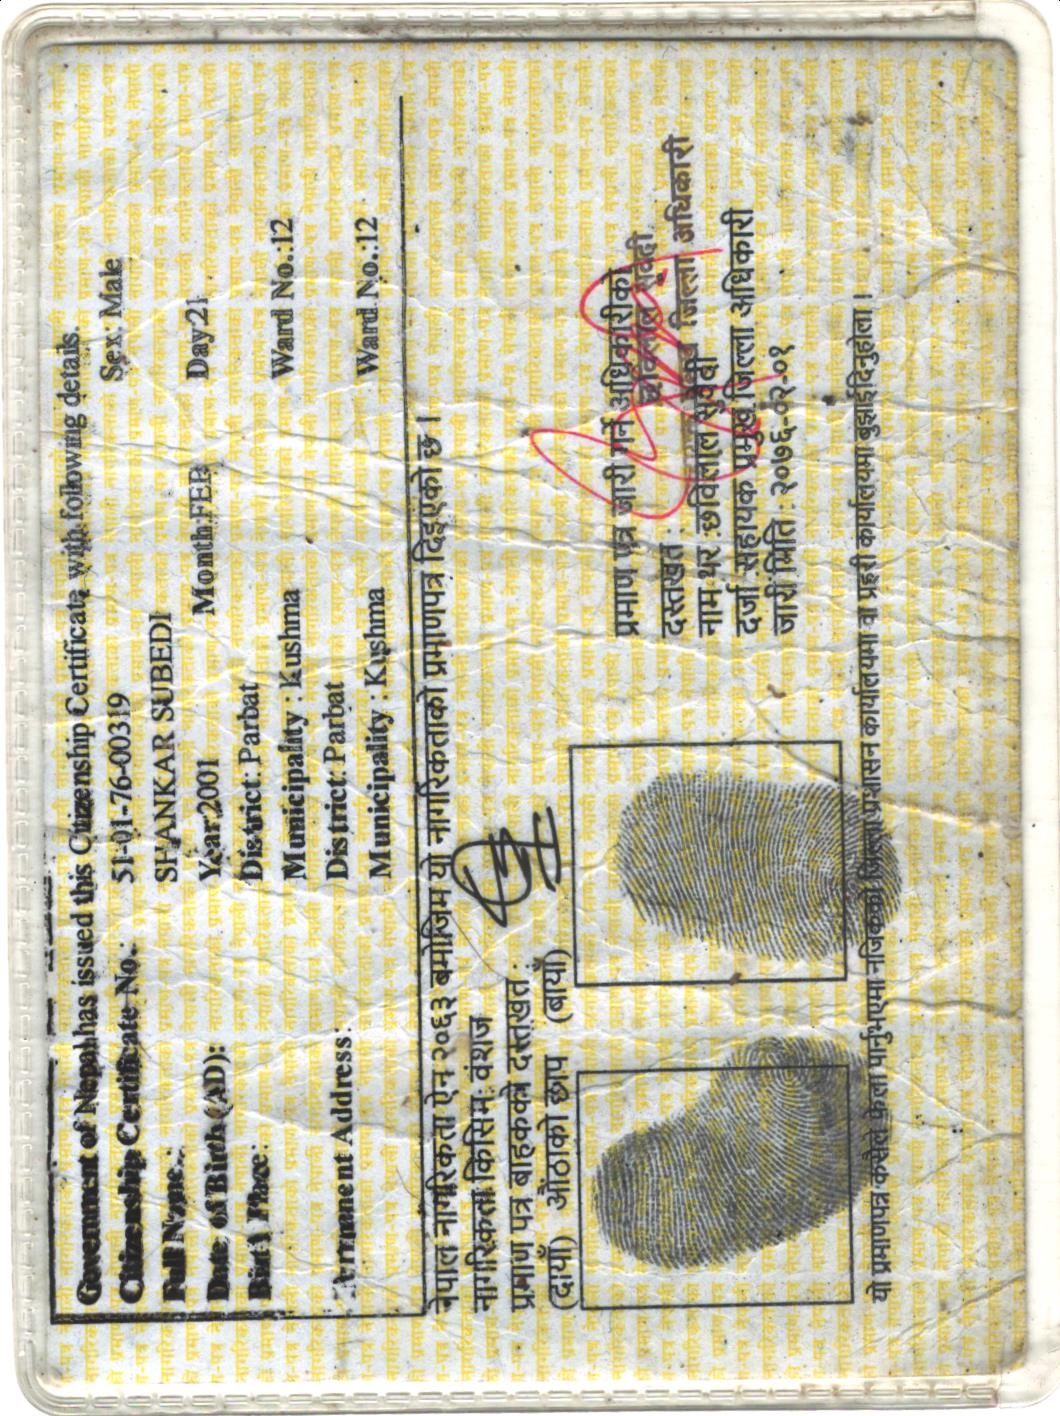 Government of Nepal has issued this Citizenship Certificate with following details.
Citizenship Certificate No.: 51-01-76-00319 Sex: Male
Full Name.: SHANKAR SUBEDI
Date of Birth (AD): Year:2001 Month:FEB Day:21
Birth Place: District: Parbat
Municipality : Kushma Ward No.:12
Permanent Address: District: Parbat
Municipality : Kushma Ward No.:12
नेपाल नागरिकता ऐन २०६३ बमोजिम यो नागरिकताको प्रमाणपत्र दिइएको छ ।
नागरिकता किसिम: वंशज
प्रमाण पत्र बाहकको दस्तखत :
(दायाँ) औंठाको छाप (बायाँ)
प्रमाण पत्र जारी गर्ने अधिकारीको
दस्तखत : छविलाल सुवेदी
सहायक प्रमुख जिल्ला अधिकारी
नाम थर :छविलाल सुवेदी
दर्जा :सहायक प्रमुख जिल्ला अधिकारी
जारी मिति : २०७६-०२-०१
यो प्रमाणपत्र कसैले फेला पार्नुभएमा नजिकको जिल्ला प्रशासन कार्यालयमा वा प्रहरी कार्यालयमा बुझाईदिनुहोला ।